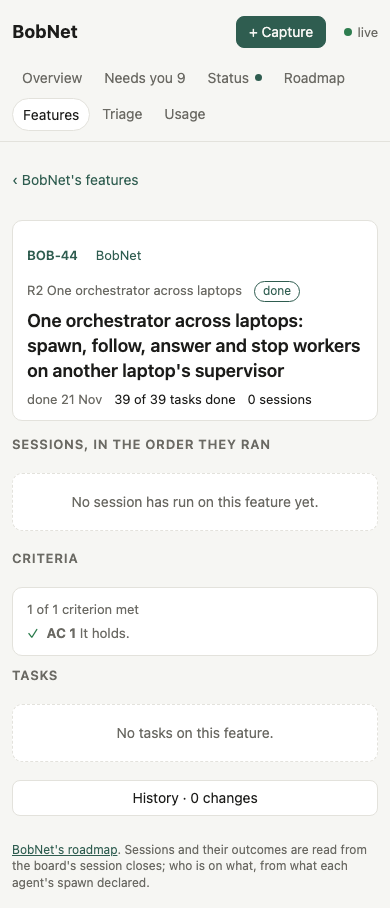 BobNet
+ Capture
live
Overview
Needs you 9
Status
Roadmap
Features
Triage
Usage
‹ BobNet's features
BOB-44 BobNet
R2 One orchestrator across laptops done
One orchestrator across laptops:
spawn, follow, answer and stop workers
on another laptop's supervisor
done 21 Nov 39 of 39 tasks done 0 sessions
SESSIONS, IN THE ORDER THEY RAN
No session has run on this feature yet.
CRITERIA
1 of 1 criterion met
✓ AC 1 It holds.
TASKS
No tasks on this feature.
History · 0 changes
BobNet's roadmap. Sessions and their outcomes are read from
the board's session closes; who is on what, from what each
agent's spawn declared.